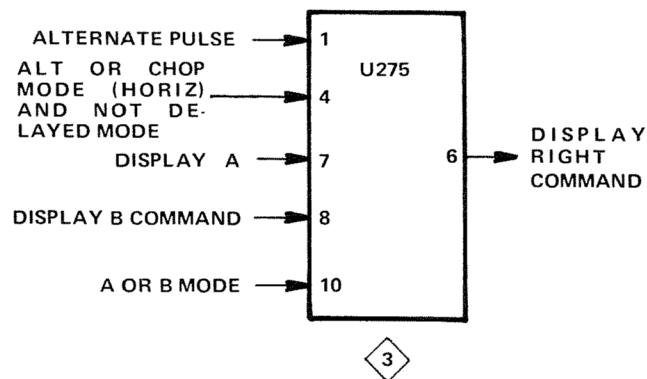 ALTERNATE PULSE
1
U275
ALT OR CHOP
MODE (HORIZ)
AND NOT DE-
LAYED MODE
4
DISPLAY A
7
6
DISPLAY
RIGHT
COMMAND
DISPLAY B COMMAND
8
A OR B MODE
10
3